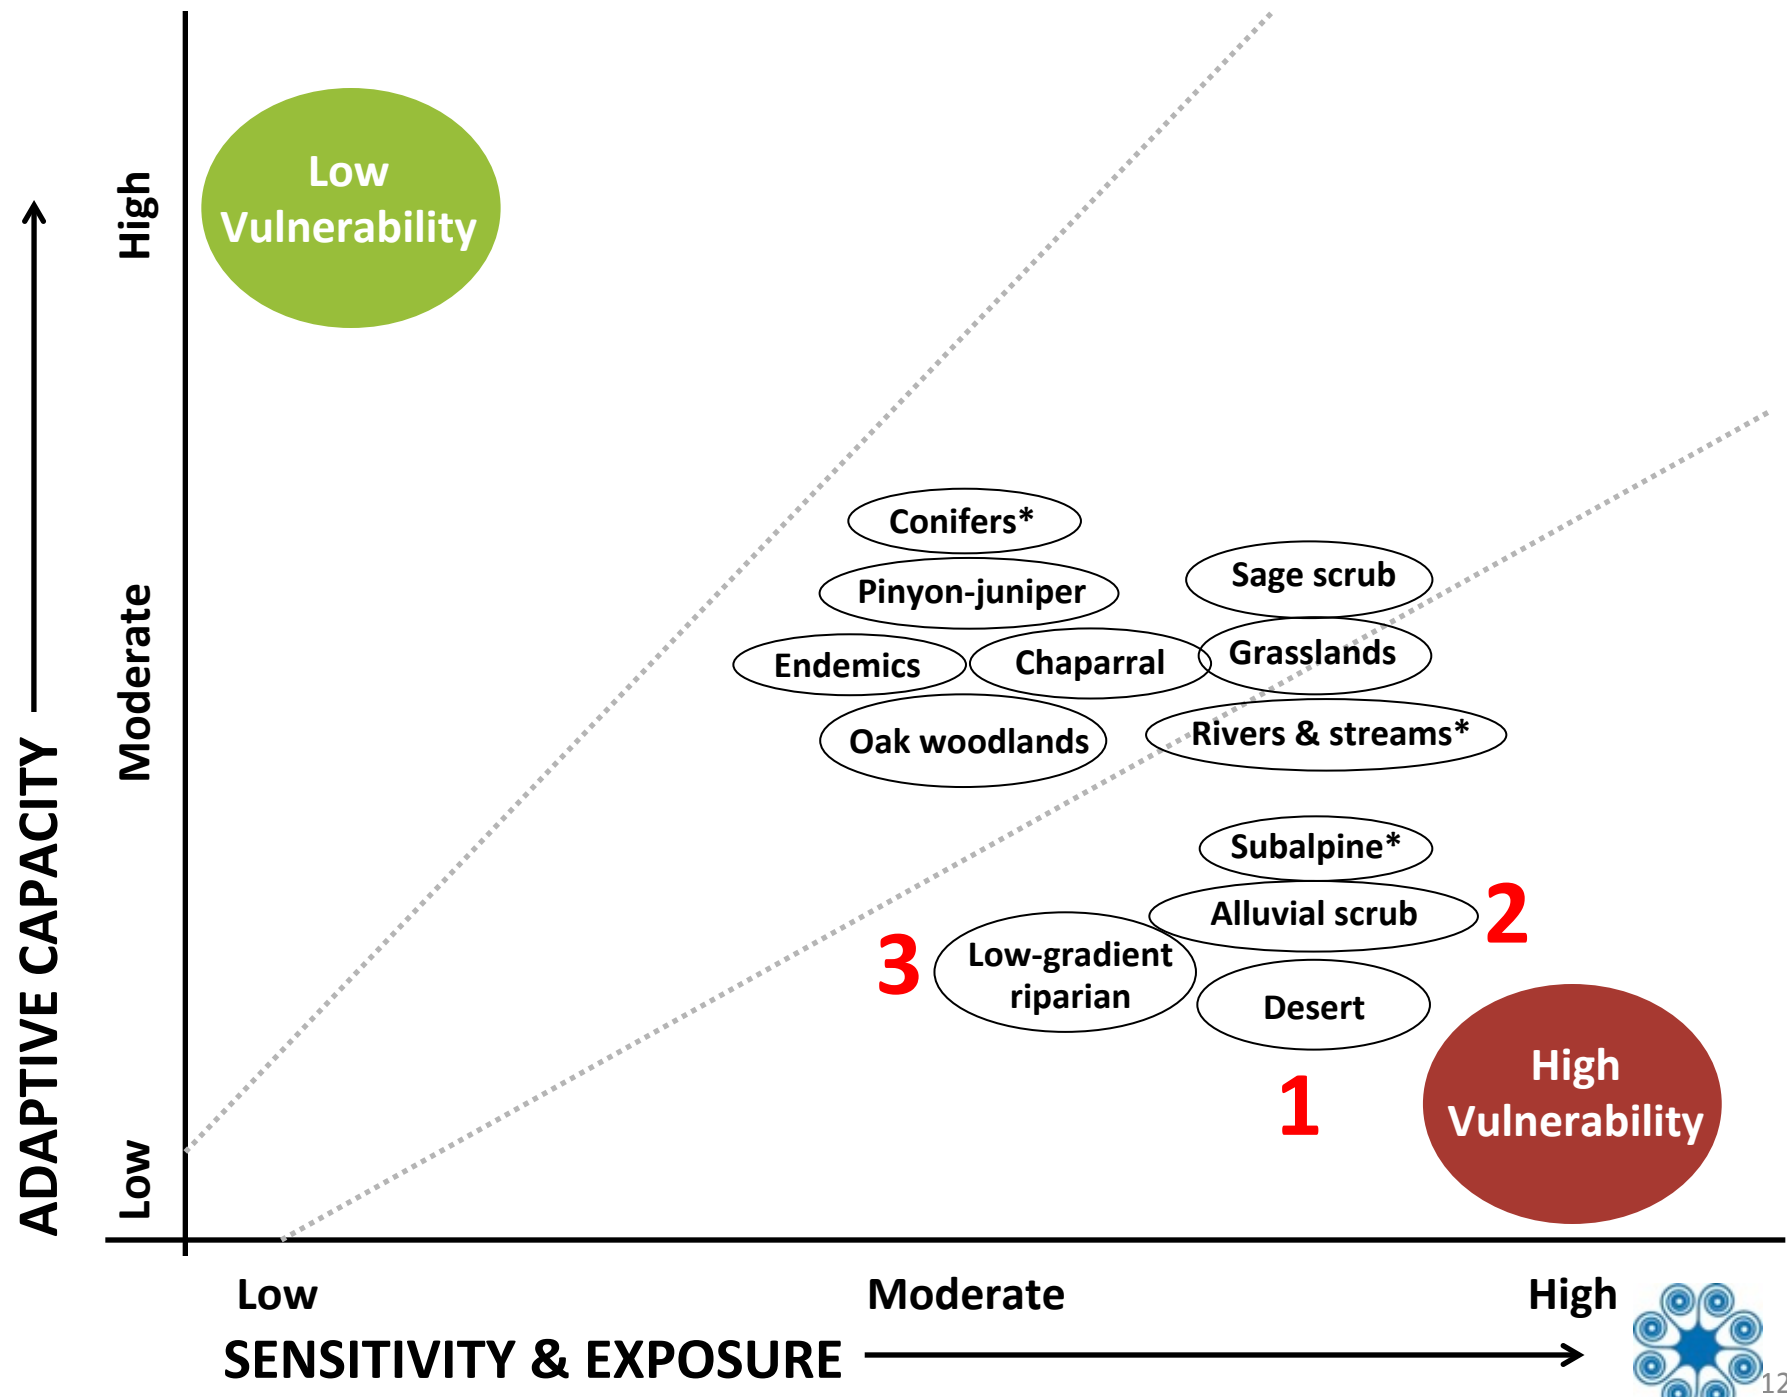 Low
Vulnerability
High
Moderate
Low
ADAPTIVE CAPACITY
Conifers*
Pinyon-juniper
Sage scrub
Endemics
Chaparral
Grasslands
Oak woodlands
Rivers & streams*
Subalpine*
Alluvial scrub
2
3
Low-gradient
riparian
Desert
1
High
Vulnerability
Low
Moderate
High
SENSITIVITY & EXPOSURE
12